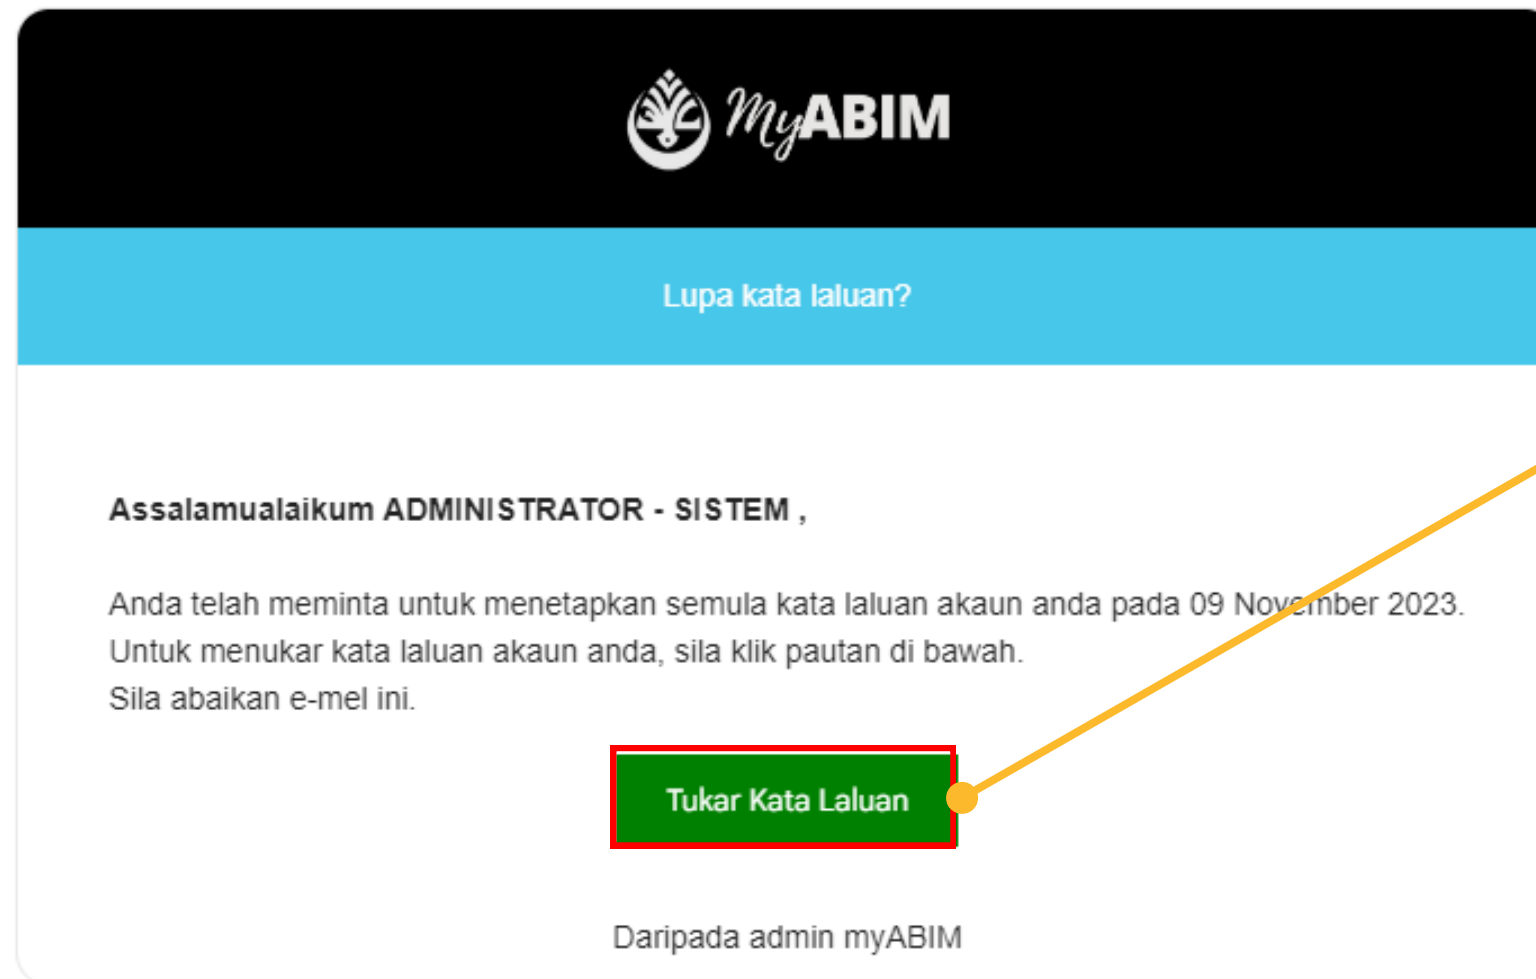 MyABIM
Lupa kata laluan?
Assalamualaikum ADMINISTRATOR - SISTEM ,
Anda telah meminta untuk menetapkan semula kata laluan akaun anda pada 09 November 2023.
Untuk menukar kata laluan akaun anda, sila klik pautan di bawah.
Sila abaikan e-mel ini.
Tukar Kata Laluan
Daripada admin myABIM